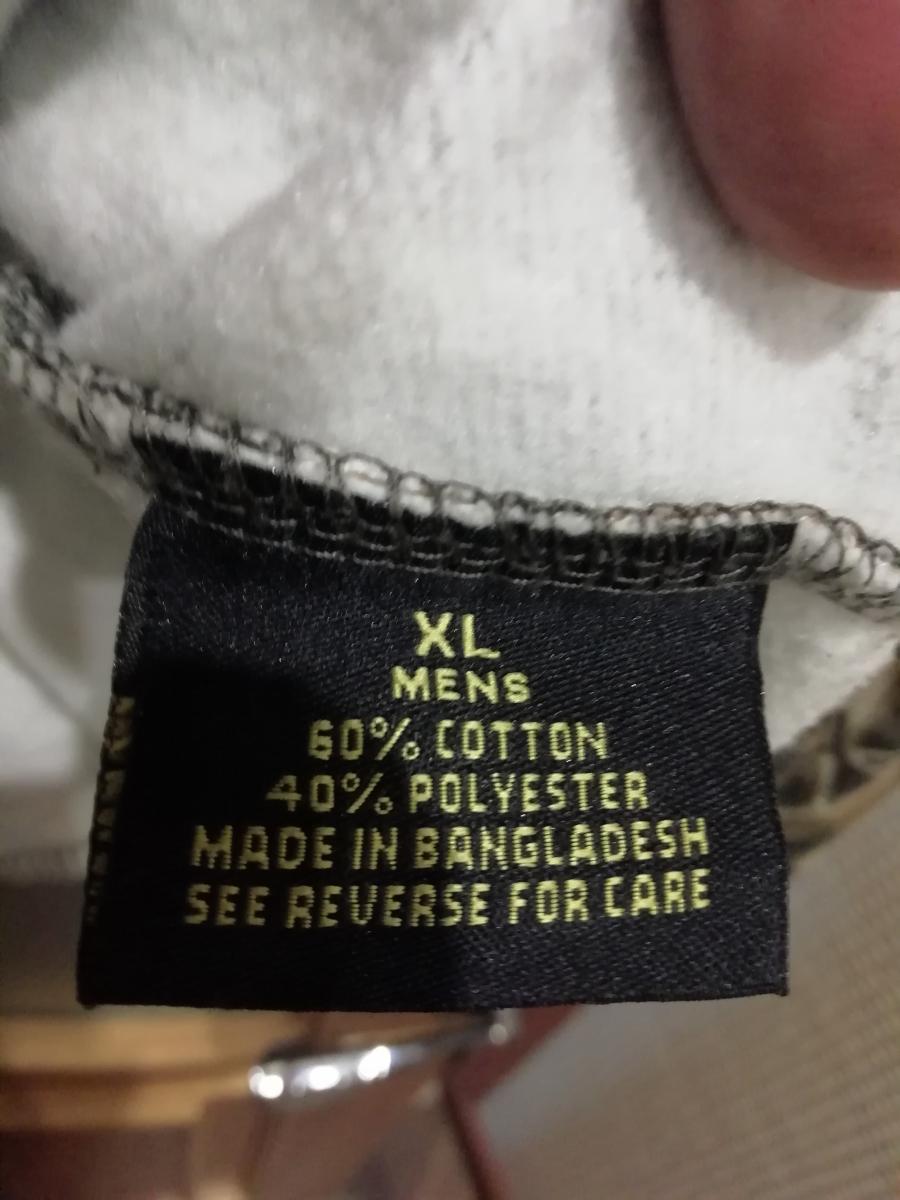 XL
MENS
60% COTTON
40% POLYESTER
MADE IN BANGLADESH
SEE REVERSE FOR CARE